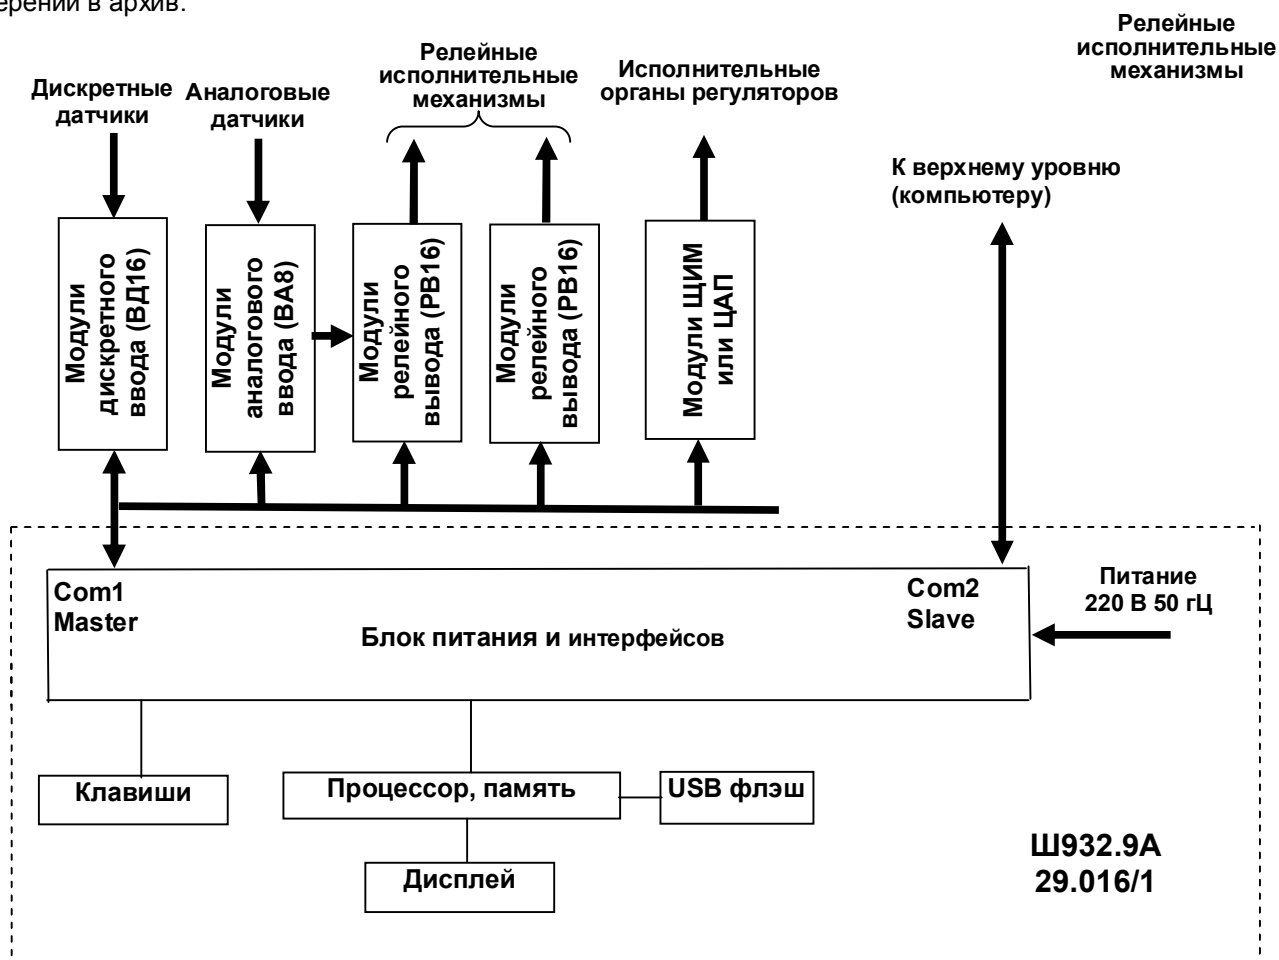 ерений в архив.
Релейные
исполнительные
механизмы
Релейные
исполнительные
механизмы
Исполнительные
органы регуляторов
Дискретные
датчики
Аналоговые
датчики
К верхнему уровню
(компьютеру)
Модули
дискретного
ввода (ВД16)
Модули
аналогового
ввода (ВА8)
Модули
релейного
вывода (РВ16)
Модули
релейного
вывода (РВ16)
Модули ЩИМ
или ЦАП
Com1
Master
Блок питания и интерфейсов
Com2
Slave
Питание
220 В 50 гЦ
Клавиши
Процессор, память
USB флэш
Дисплей
Ш932.9А
29.016/1